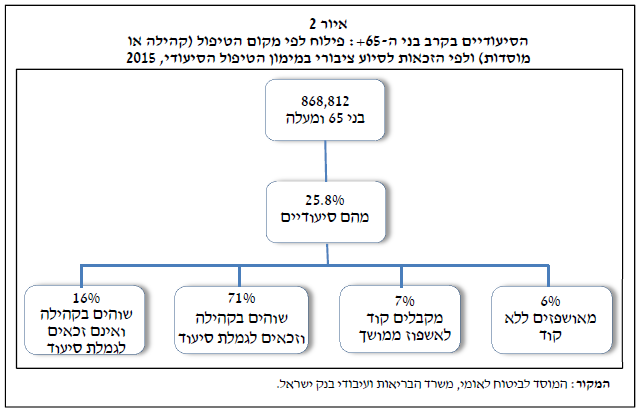 איור 2
הסיעודיים בקרב בני ה-65+: פילוח לפי מקום הטיפול (קהילה או
מוסדות) ולפי הזכאות לסיוע ציבורי במימון הטיפול הסיעודי, 2015
868,812
בני 65 ומעלה
25.8%
מהם סיעודיים
6%
מאושפזים ללא
קוד
7%
מקבלים קוד
לאשפוז ממושך
71%
שוהים בקהילה
וזכאים לגמלת סיעוד
16%
שוהים בקהילה
ואינם זכאים
לגמלת סיעוד
המקור: המוסד לביטוח לאומי, משרד הבריאות ועיבודי בנק ישראל.